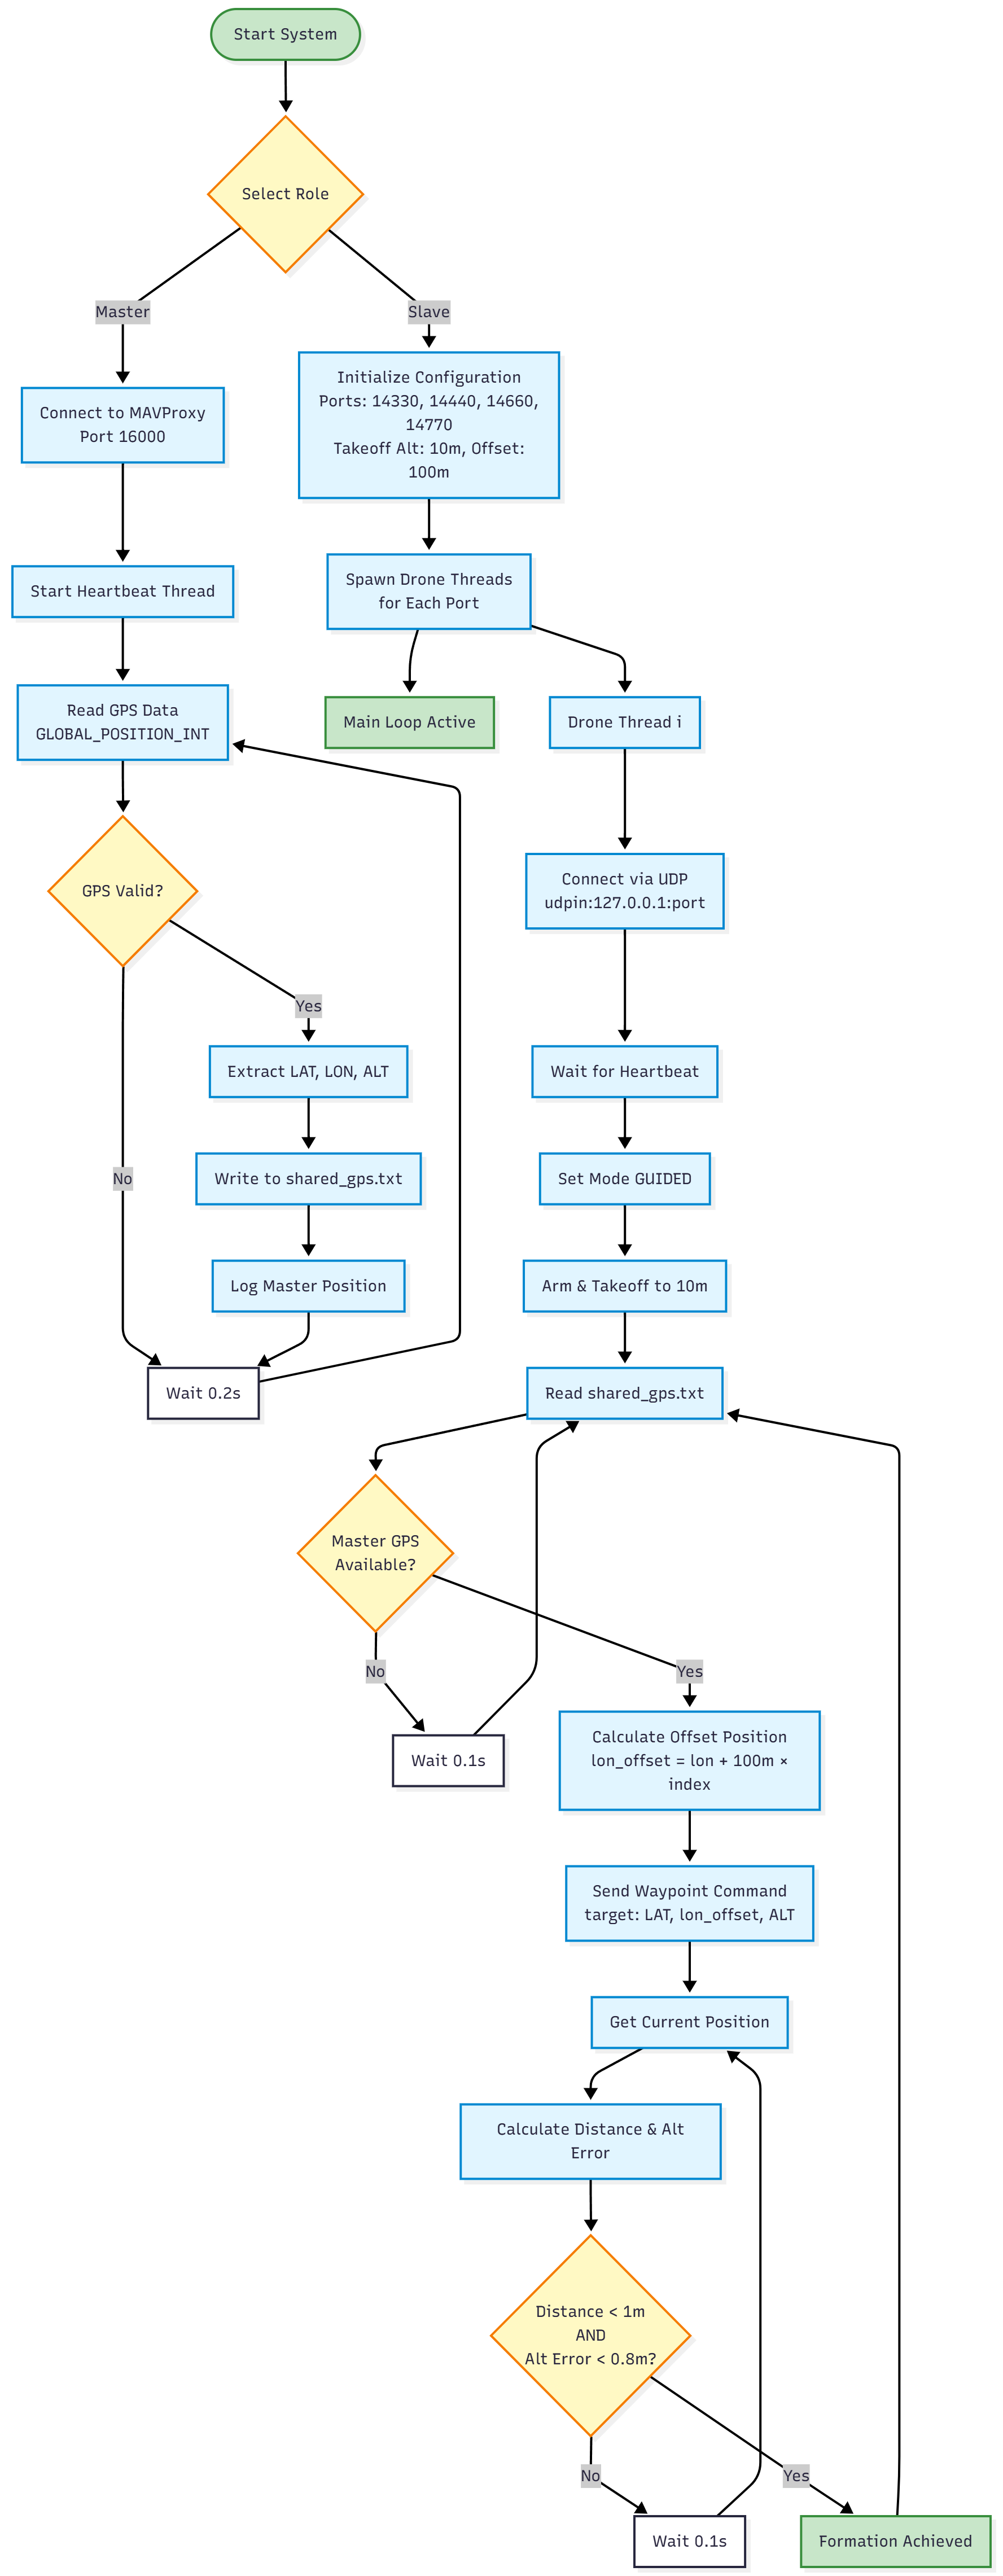 Start System
Select Role
Master
Slave
Initialize Configuration
Ports: 14330, 14440, 14660,
14770
Takeoff Alt: 10m, Offset:
100m
Connect to MAVProxy
Port 16000
Start Heartbeat Thread
Spawn Drone Threads
for Each Port
Read GPS Data
GLOBAL_POSITION_INT
Main Loop Active
Drone Thread i
GPS Valid?
Connect via UDP
udpin:127.0.0.1:port
Yes
Extract LAT, LON, ALT
Wait for Heartbeat
No
Write to shared_gps.txt
Set Mode GUIDED
Log Master Position
Arm & Takeoff to 10m
Wait 0.2s
Read shared_gps.txt
Master GPS
Available?
No
Yes
Wait 0.1s
Calculate Offset Position
lon_offset = lon + 100m ×
index
Send Waypoint Command
target: LAT, lon_offset, ALT
Get Current Position
Calculate Distance & Alt
Error
Distance < 1m
AND
Alt Error < 0.8m?
No
Yes
Wait 0.1s
Formation Achieved